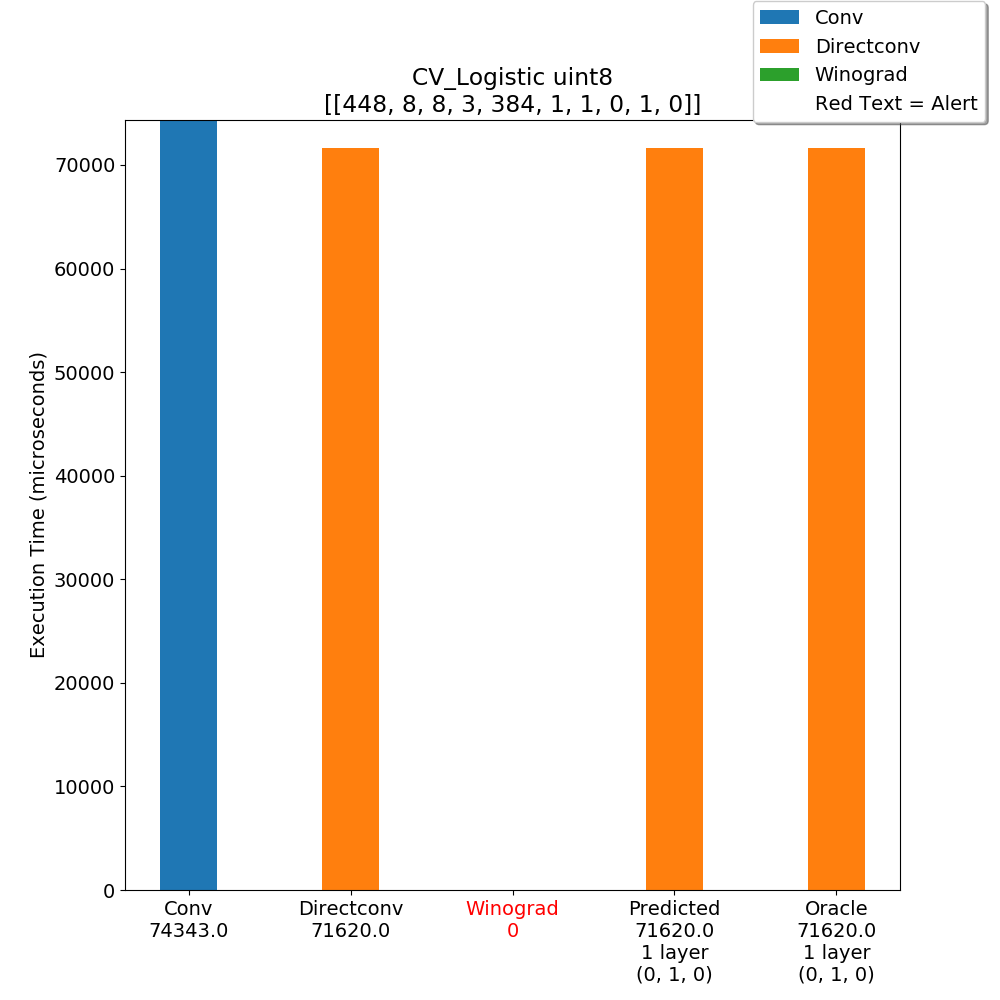 Conv
Directconv
Winograd
Red Text = Alert
CV_Logistic uint8
[[448, 8, 8, 3, 384, 1, 1, 0, 1, 0]]
Execution Time (microseconds)
70000
60000
50000
40000
30000
20000
10000
0
Conv
74343.0
Directconv
71620.0
Winograd
0
Predicted
71620.0
1 layer
(0, 1, 0)
Oracle
71620.0
1 layer
(0, 1, 0)